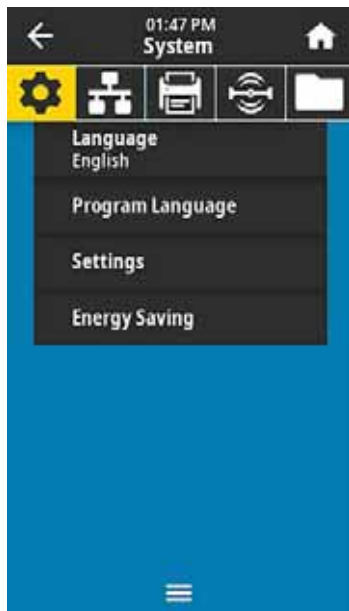 01:47 PM
System
Language
English
Program Language
Settings
Energy Saving